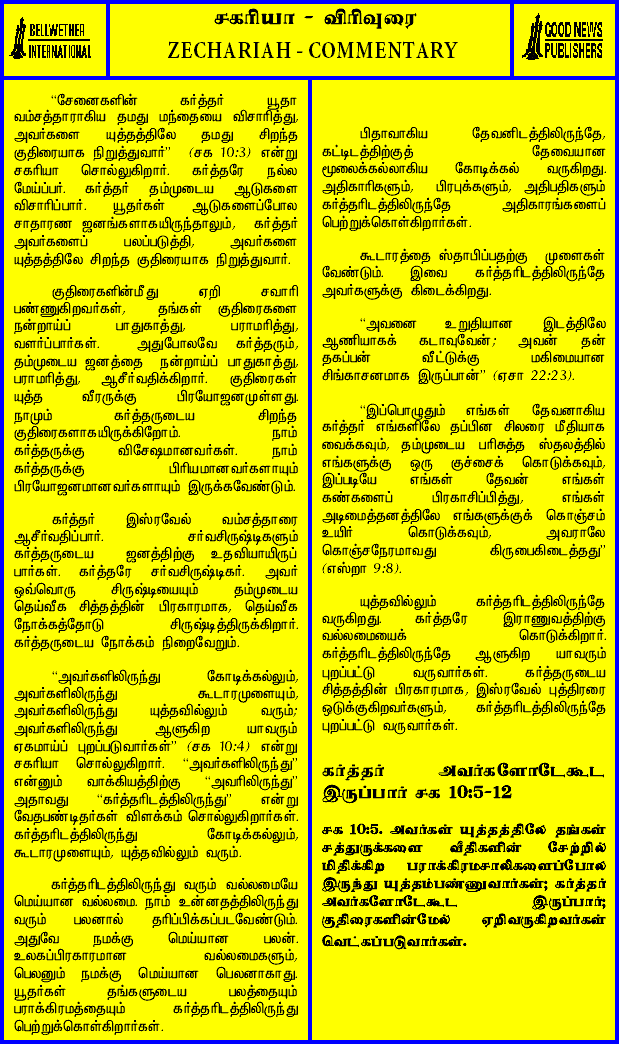 BELLWETHER
INTERNATIONAL
சகரியா - விரிவுரை
ZECHARIAH - COMMENTARY
GOOD NEWS
PUBLISHERS
“சேனைகளின் கர்த்தர் யூதா
வம்சத்தாராகிய தமது மந்தையை விசாரித்து,
அவர்களை யுத்தத்திலே தமது சிறந்த
குதிரையாக நிறுத்துவார்” (சக 10:3) என்று
சகரியா சொல்லுகிறார். கர்த்தரே நல்ல
மேய்ப்பர். கர்த்தர் தம்முடைய ஆடுகளை
விசாரிப்பார். யூதர்கள் ஆடுகளைப்போல
சாதாரண ஜனங்களாகயிருந்தாலும், கர்த்தர்
அவர்களைப் பலப்படுத்தி, அவர்களை
யுத்தத்திலே சிறந்த குதிரையாக நிறுத்துவார்.
குதிரைகளின்மீது ஏறி சவாரி
பண்ணுகிறவர்கள், தங்கள் குதிரைகளை
நன்றாய்ப் பாதுகாத்து, பராமரித்து,
வளர்ப்பார்கள். அதுபோலவே கர்த்தரும்,
தம்முடைய ஜனத்தை நன்றாய்ப் பாதுகாத்து,
பராமரித்து, ஆசீர்வதிக்கிறார். குதிரைகள்
யுத்த வீரருக்கு பிரயோஜனமுள்ளது.
நாமும் கர்த்தருடைய சிறந்த
குதிரைகளாகயிருக்கிறோம். நாம்
கர்த்தருக்கு விசேஷமானவர்கள். நாம்
கர்த்தருக்கு பிரியமானவர்களாயும்
பிரயோஜனமானவர்களாயும் இருக்கவேண்டும்.
கர்த்தர் இஸ்ரவேல் வம்சத்தாரை
ஆசீர்வதிப்பார். சர்வசிருஷ்டிகளும்
கர்த்தருடைய ஜனத்திற்கு உதவியாயிருப்
பார்கள். கர்த்தரே சர்வசிருஷ்டிகர். அவர்
ஒவ்வொரு சிருஷ்டியையும் தம்முடைய
தெய்வீக சித்தத்தின் பிரகாரமாக, தெய்வீக
நோக்கத்தோடு சிருஷ்டித்திருக்கிறார்.
கர்த்தருடைய நோக்கம் நிறைவேறும்.
“அவர்களிலிருந்து கோடிக்கல்லும்,
அவர்களிலிருந்து கூடாரமுளையும்,
அவர்களிலிருந்து யுத்தவில்லும் வரும்;
அவர்களிலிருந்து ஆளுகிற யாவரும்
ஏகமாய்ப் புறப்படுவார்கள்” (சக 10:4) என்று
சகரியா சொல்லுகிறார். “அவர்களிலிருந்து”
என்னும் வாக்கியத்திற்கு “அவரிலிருந்து”
அதாவது “கர்த்தரிடத்திலிருந்து” என்று
வேதபண்டிதர்கள் விளக்கம் சொல்லுகிறார்கள்.
கர்த்தரிடத்திலிருந்து கோடிக்கல்லும்,
கூடாரமுளையும், யுத்தவில்லும் வரும்.
கர்த்தரிடத்திலிருந்து வரும் வல்லமையே
மெய்யான வல்லமை. நாம் உன்னதத்திலிருந்து
வரும் பலனால் தரிப்பிக்கப்படவேண்டும்.
அதுவே நமக்கு மெய்யான பலன்.
உலகப்பிரகாரமான வல்லமைகளும்,
பெலனும் நமக்கு மெய்யான பெலனாகாது.
யூதர்கள் தங்களுடைய பலத்தையும்
பராக்கிரமத்தையும் கர்த்தரிடத்திலிருந்து
பெற்றுக்கொள்கிறார்கள்.
பிதாவாகிய தேவனிடத்திலிருந்தே,
கட்டிடத்திற்குத் தேவையான
மூலைக்கல்லாகிய கோடிக்கல் வருகிறது.
அதிகாரிகளும், பிரபுக்களும், அதிபதிகளும்
கர்த்தரிடத்திலிருந்தே அதிகாரங்களைப்
பெற்றுக்கொள்கிறார்கள்.
கூடாரத்தை ஸ்தாபிப்பதற்கு முளைகள்
வேண்டும். இவை கர்த்தரிடத்திலிருந்தே
அவர்களுக்கு கிடைக்கிறது.
“அவனை உறுதியான இடத்திலே
ஆணியாகக் கடாவுவேன்; அவன் தன்
தகப்பன் வீட்டுக்கு மகிமையான
சிங்காசனமாக இருப்பான்” (ஏசா 22:23).
“இப்பொழுதும் எங்கள் தேவனாகிய
கர்த்தர் எங்களிலே தப்பின சிலரை மீதியாக
வைக்கவும், தம்முடைய பரிசுத்த ஸ்தலத்தில்
எங்களுக்கு ஒரு குச்சைக் கொடுக்கவும்,
இப்படியே எங்கள் தேவன் எங்கள்
கண்களைப் பிரகாசிப்பித்து, எங்கள்
அடிமைத்தனத்திலே எங்களுக்குக் கொஞ்சம்
உயிர் கொடுக்கவும், அவராலே
கொஞ்சநேரமாவது கிருபைகிடைத்தது”
(எஸ்றா 9:8).
யுத்தவில்லும் கர்த்தரிடத்திலிருந்தே
வருகிறது. கர்த்தரே இராணுவத்திற்கு
வல்லமையைக் கொடுக்கிறார்.
கர்த்தரிடத்திலிருந்தே ஆளுகிற யாவரும்
புறப்பட்டு வருவார்கள். கர்த்தருடைய
சித்தத்தின் பிரகாரமாக, இஸ்ரவேல் புத்திரரை
ஒடுக்குகிறவர்களும், கர்த்தரிடத்திலிருந்தே
புறப்பட்டு வருவார்கள்.
கர்த்தர் அவர்களோடேகூட
இருப்பார் சக 10:5-12
சக 10:5. அவர்கள் யுத்தத்திலே தங்கள்
சத்துருக்களை வீதிகளின் சேற்றில்
மிதிக்கிற பராக்கிரமசாலிகளைப்போல
இருந்து யுத்தம்பண்ணுவார்கள்; கர்த்தர்
அவர்களோடேகூட இருப்பார்;
குதிரைகளின்மேல் ஏறிவருகிறவர்கள்
வெட்கப்படுவார்கள்.